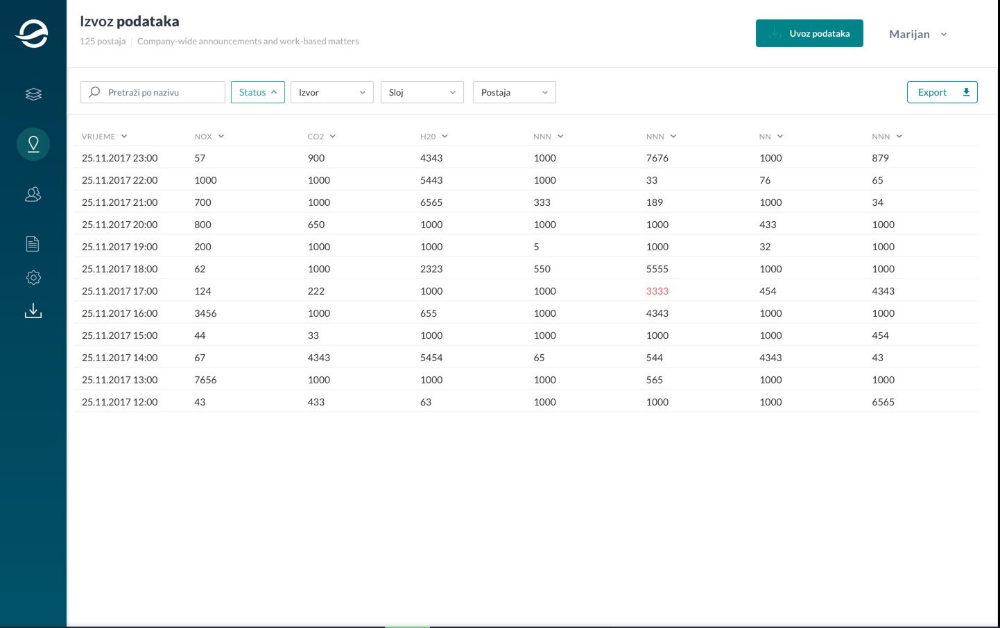 Izvoz podataka
125 postaja Company-wide announcements and work-based matters
Uvoz podataka
Marijan
Pretraži po nazivu Status Izvor Sloj Postaja Export
VRIJEME NOX CO2 H20 NNN NNN NN NNN
25.11.2017 23:00 57 900 4343 1000 7676 1000 879
25.11.2017 22:00 1000 1000 5443 1000 33 76 65
25.11.2017 21:00 700 1000 6565 333 189 1000 34
25.11.2017 20:00 800 650 1000 1000 1000 433 1000
25.11.2017 19:00 200 1000 1000 5 1000 32 1000
25.11.2017 18:00 62 1000 2323 550 5555 1000 1000
25.11.2017 17:00 124 222 1000 1000 3333 454 4343
25.11.2017 16:00 3456 1000 655 1000 4343 1000 1000
25.11.2017 15:00 44 33 1000 1000 1000 1000 454
25.11.2017 14:00 67 4343 5454 65 544 4343 43
25.11.2017 13:00 7656 1000 1000 1000 565 1000 1000
25.11.2017 12:00 43 433 63 1000 1000 1000 6565